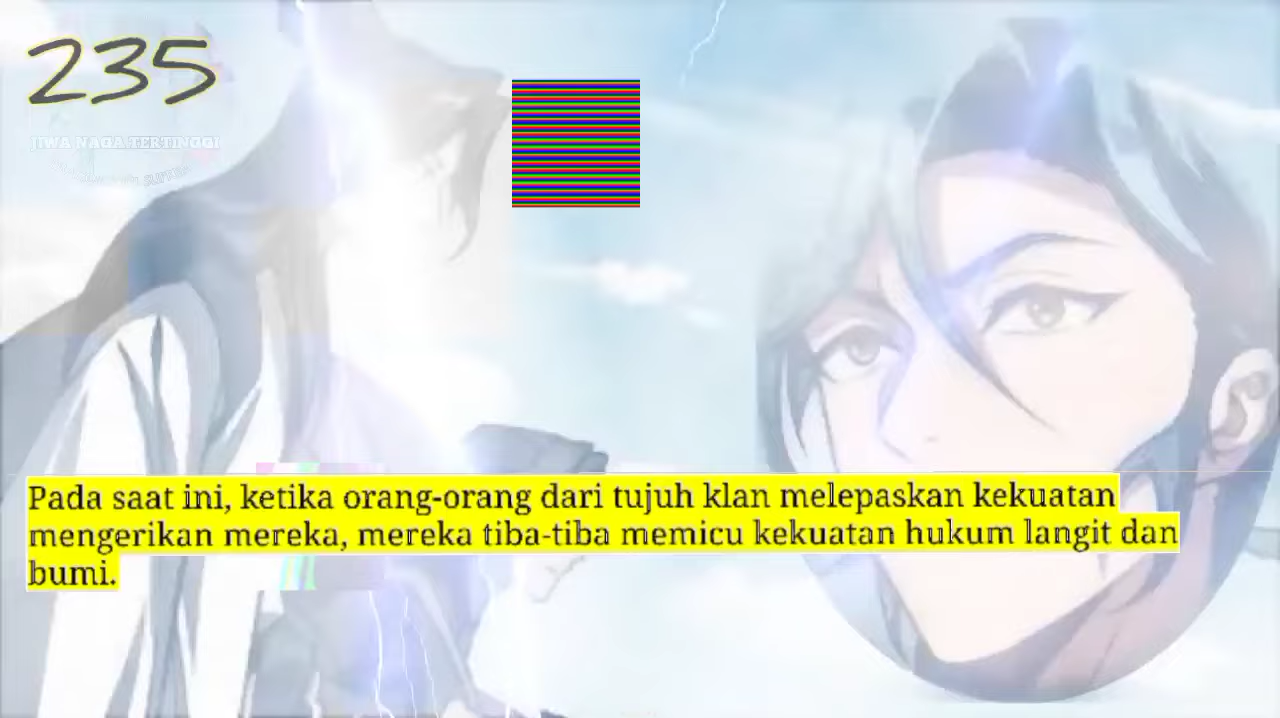 235
JIWA NAGA TERTINGGI
Pada saat ini, ketika orang-orang dari tujuh klan melepaskan kekuatan
mengerikan mereka, mereka tiba-tiba memicu kekuatan hukum langit dan
bumi.